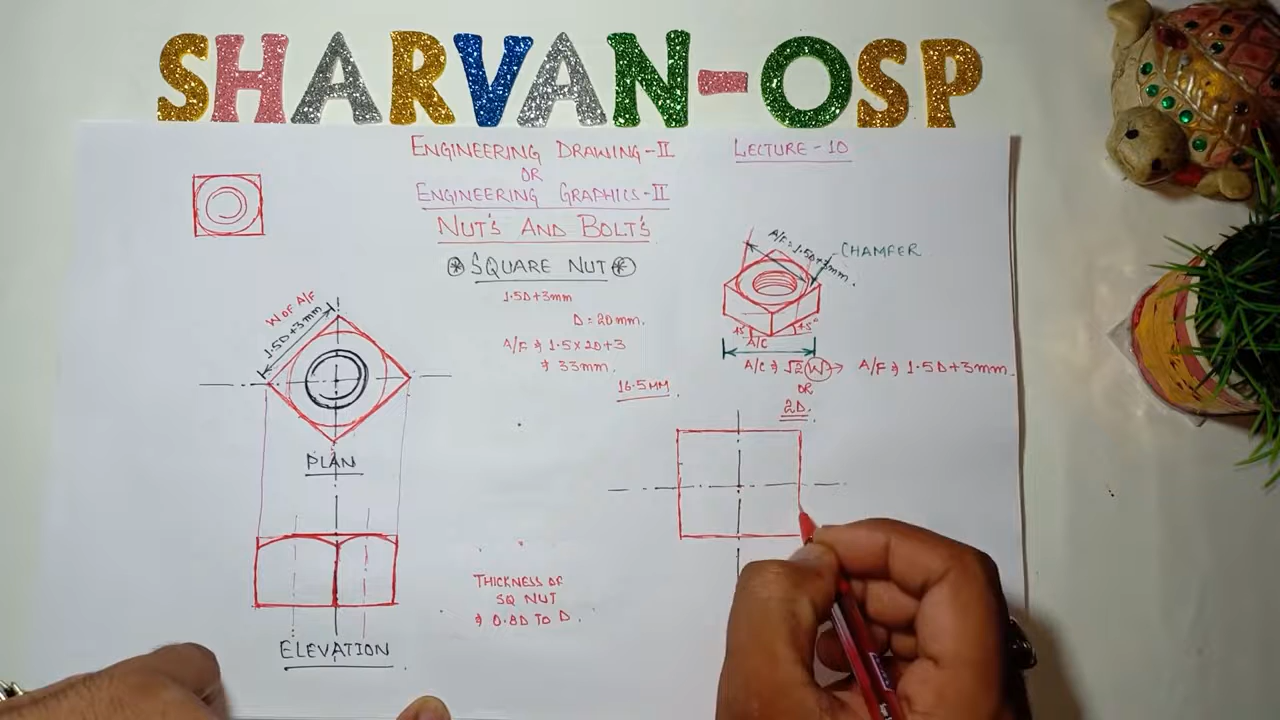 SHARVAN-OSP
ENGINEERING DRAWING-II
OR
ENGINEERING GRAPHICS-II
LECTURE-10
NUT'S AND BOLT'S
SQUARE NUT
1.5D+3mm
D=20mm.
A/F ⇒ 1.5×20+3
⇒ 33mm.
16.5MM
W OF A/F
1.5D+3mm
PLAN
ELEVATION
THICKNESS OF
SQ NUT
⇒ 0.8D TO D.
A/F=1.5D+3mm.
CHAMFER
45° 45°
A/C
A/C ⇒ √2 W → A/F ⇒ 1.5D+3mm.
OR
2D.